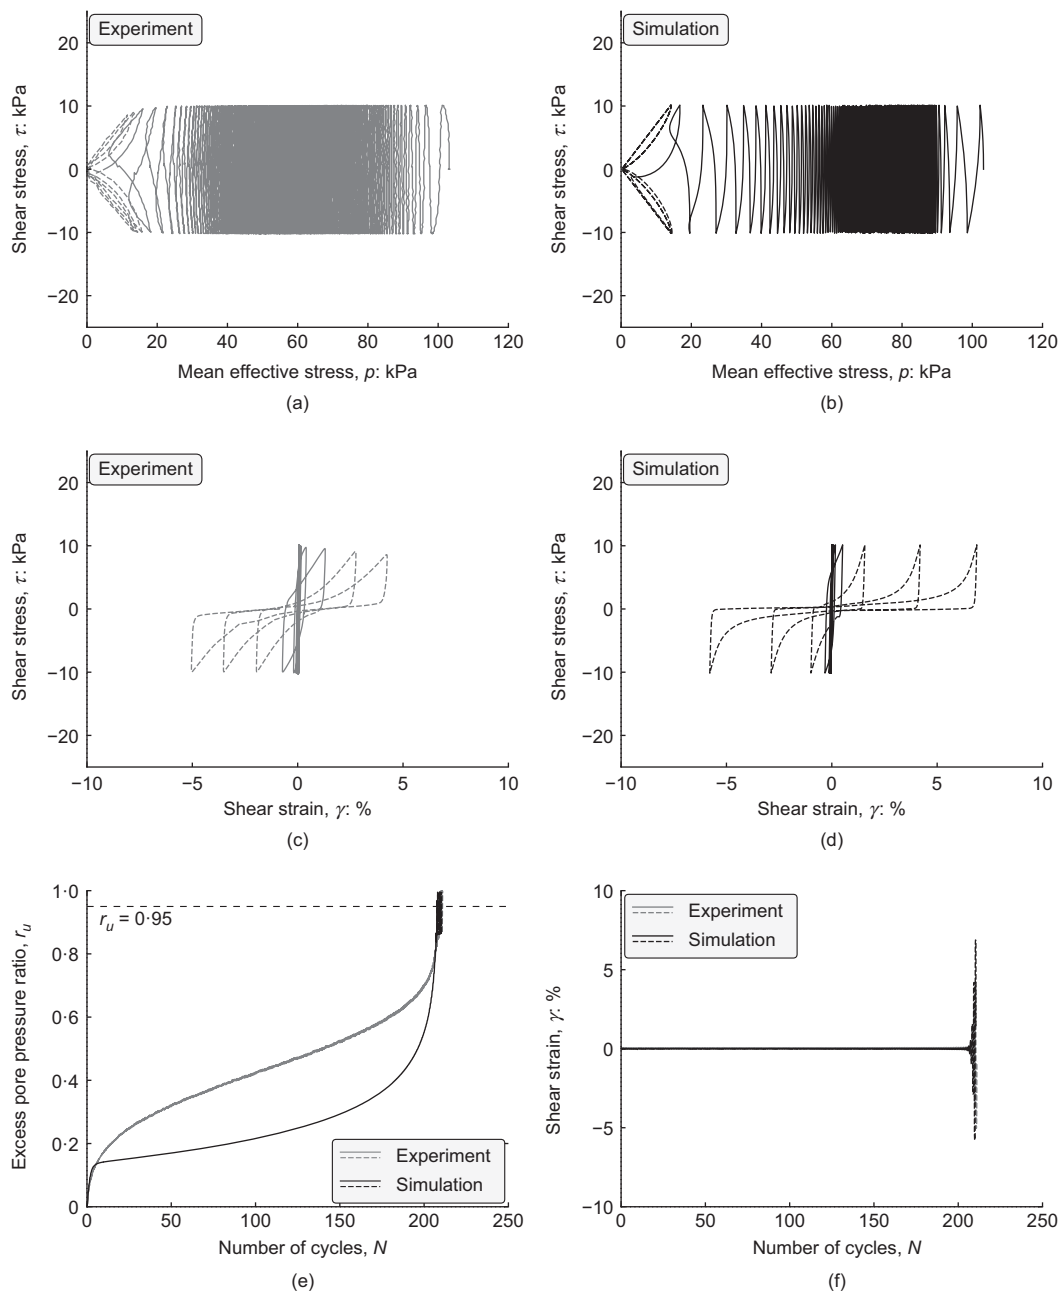 Experiment
Shear stress, τ: kPa
20
10
0
−10
−20
0
20
40
60
80
100
120
Mean effective stress, p: kPa
(a)
Simulation
Shear stress, τ: kPa
20
10
0
−10
−20
0
20
40
60
80
100
120
Mean effective stress, p: kPa
(b)
Experiment
Shear stress, τ: kPa
20
10
0
−10
−20
−10
−5
0
5
10
Shear strain, γ: %
(c)
Simulation
Shear stress, τ: kPa
20
10
0
−10
−20
−10
−5
0
5
10
Shear strain, γ: %
(d)
Excess pore pressure ratio, ru
1·0
0·8
0·6
0·4
0·2
0
ru = 0·95
Experiment
Simulation
0
50
100
150
200
250
Number of cycles, N
(e)
Shear strain, γ: %
10
5
0
−5
−10
Experiment
Simulation
0
50
100
150
200
250
Number of cycles, N
(f)